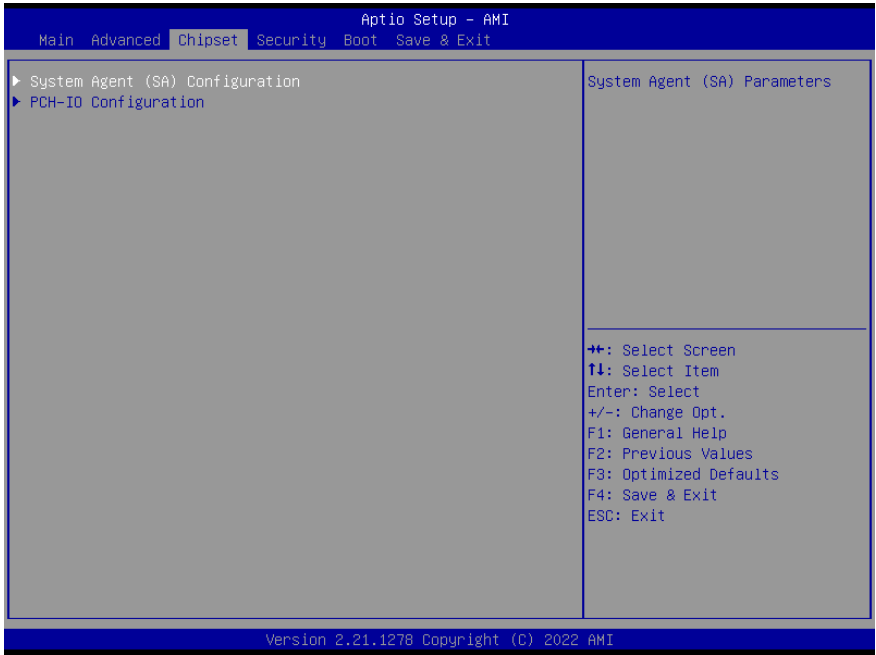 Aptio Setup – AMI
Main Advanced Chipset Security Boot Save & Exit
▶ System Agent (SA) Configuration
▶ PCH-IO Configuration
System Agent (SA) Parameters
→←: Select Screen
↑↓: Select Item
Enter: Select
+/-: Change Opt.
F1: General Help
F2: Previous Values
F3: Optimized Defaults
F4: Save & Exit
ESC: Exit
Version 2.21.1278 Copyright (C) 2022 AMI